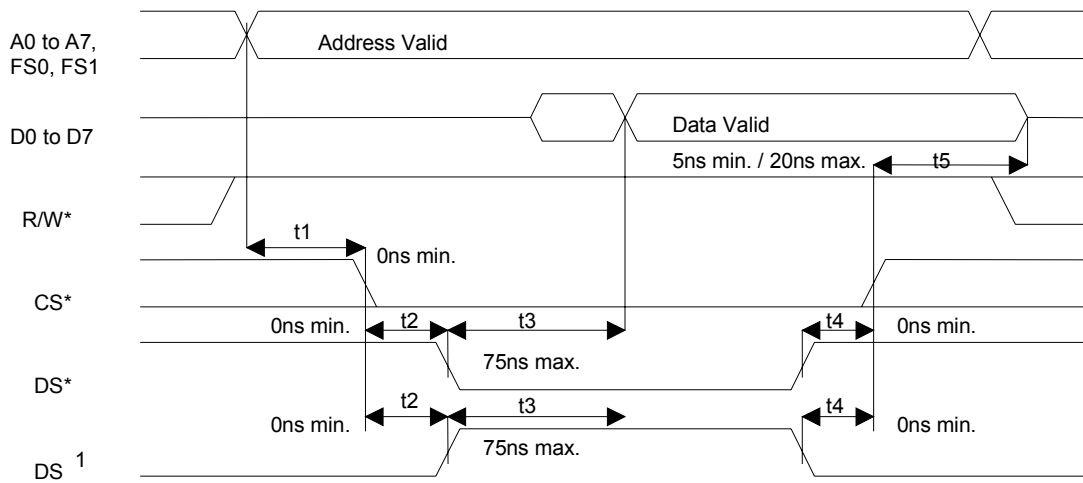 A0 to A7,
FS0, FS1
Address Valid
D0 to D7
Data Valid
5ns min. / 20ns max.
t5
R/W*
t1
0ns min.
CS*
0ns min.
t2
t3
t4
0ns min.
75ns max.
DS*
0ns min.
t2
t3
t4
0ns min.
75ns max.
DS 1